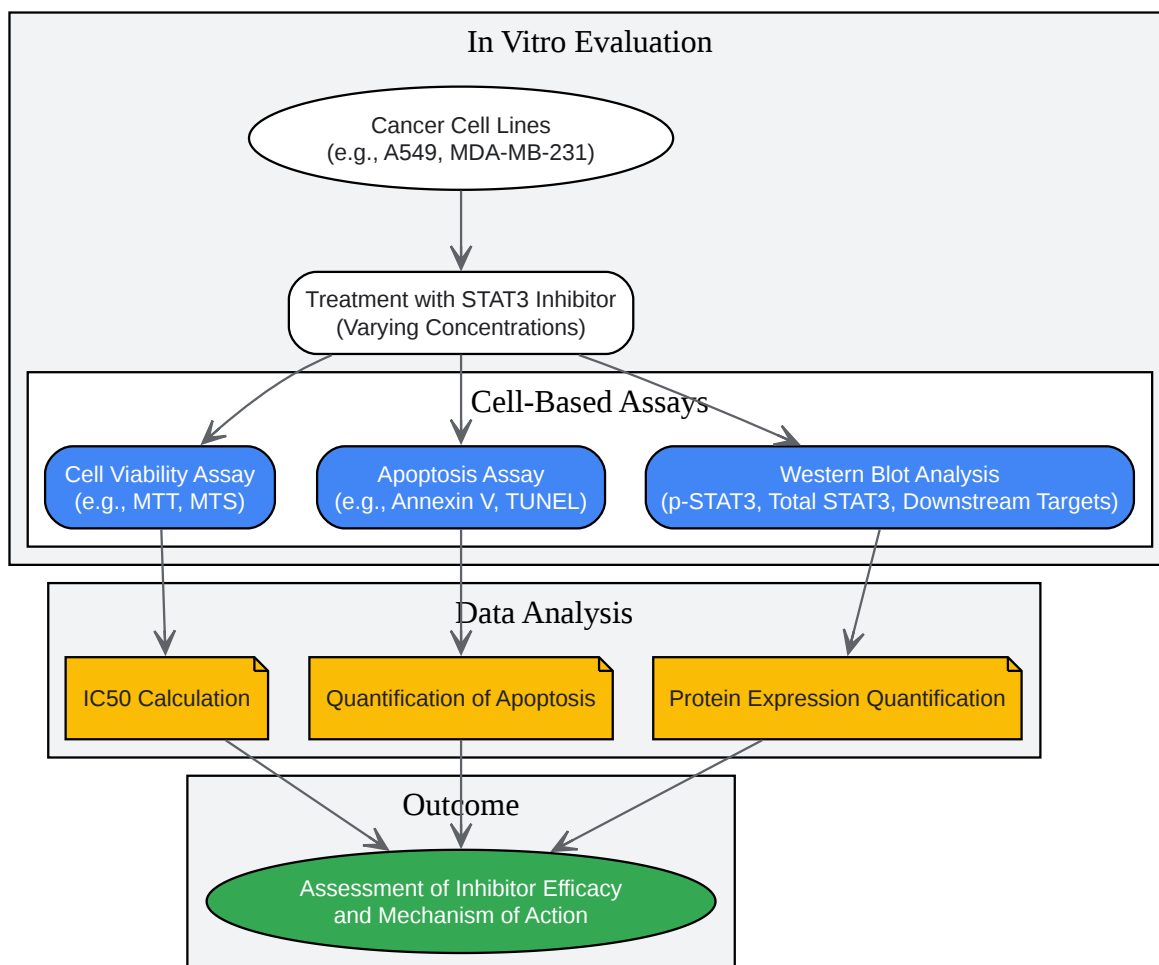 In Vitro Evaluation
Cancer Cell Lines
(e.g., A549, MDA-MB-231)
Treatment with STAT3 Inhibitor
(Varying Concentrations)
Cell-Based Assays
Cell Viability Assay
(e.g., MTT, MTS)
Apoptosis Assay
(e.g., Annexin V, TUNEL)
Western Blot Analysis
(p-STAT3, Total STAT3, Downstream Targets)
Data Analysis
IC50 Calculation
Quantification of Apoptosis
Protein Expression Quantification
Outcome
Assessment of Inhibitor Efficacy
and Mechanism of Action